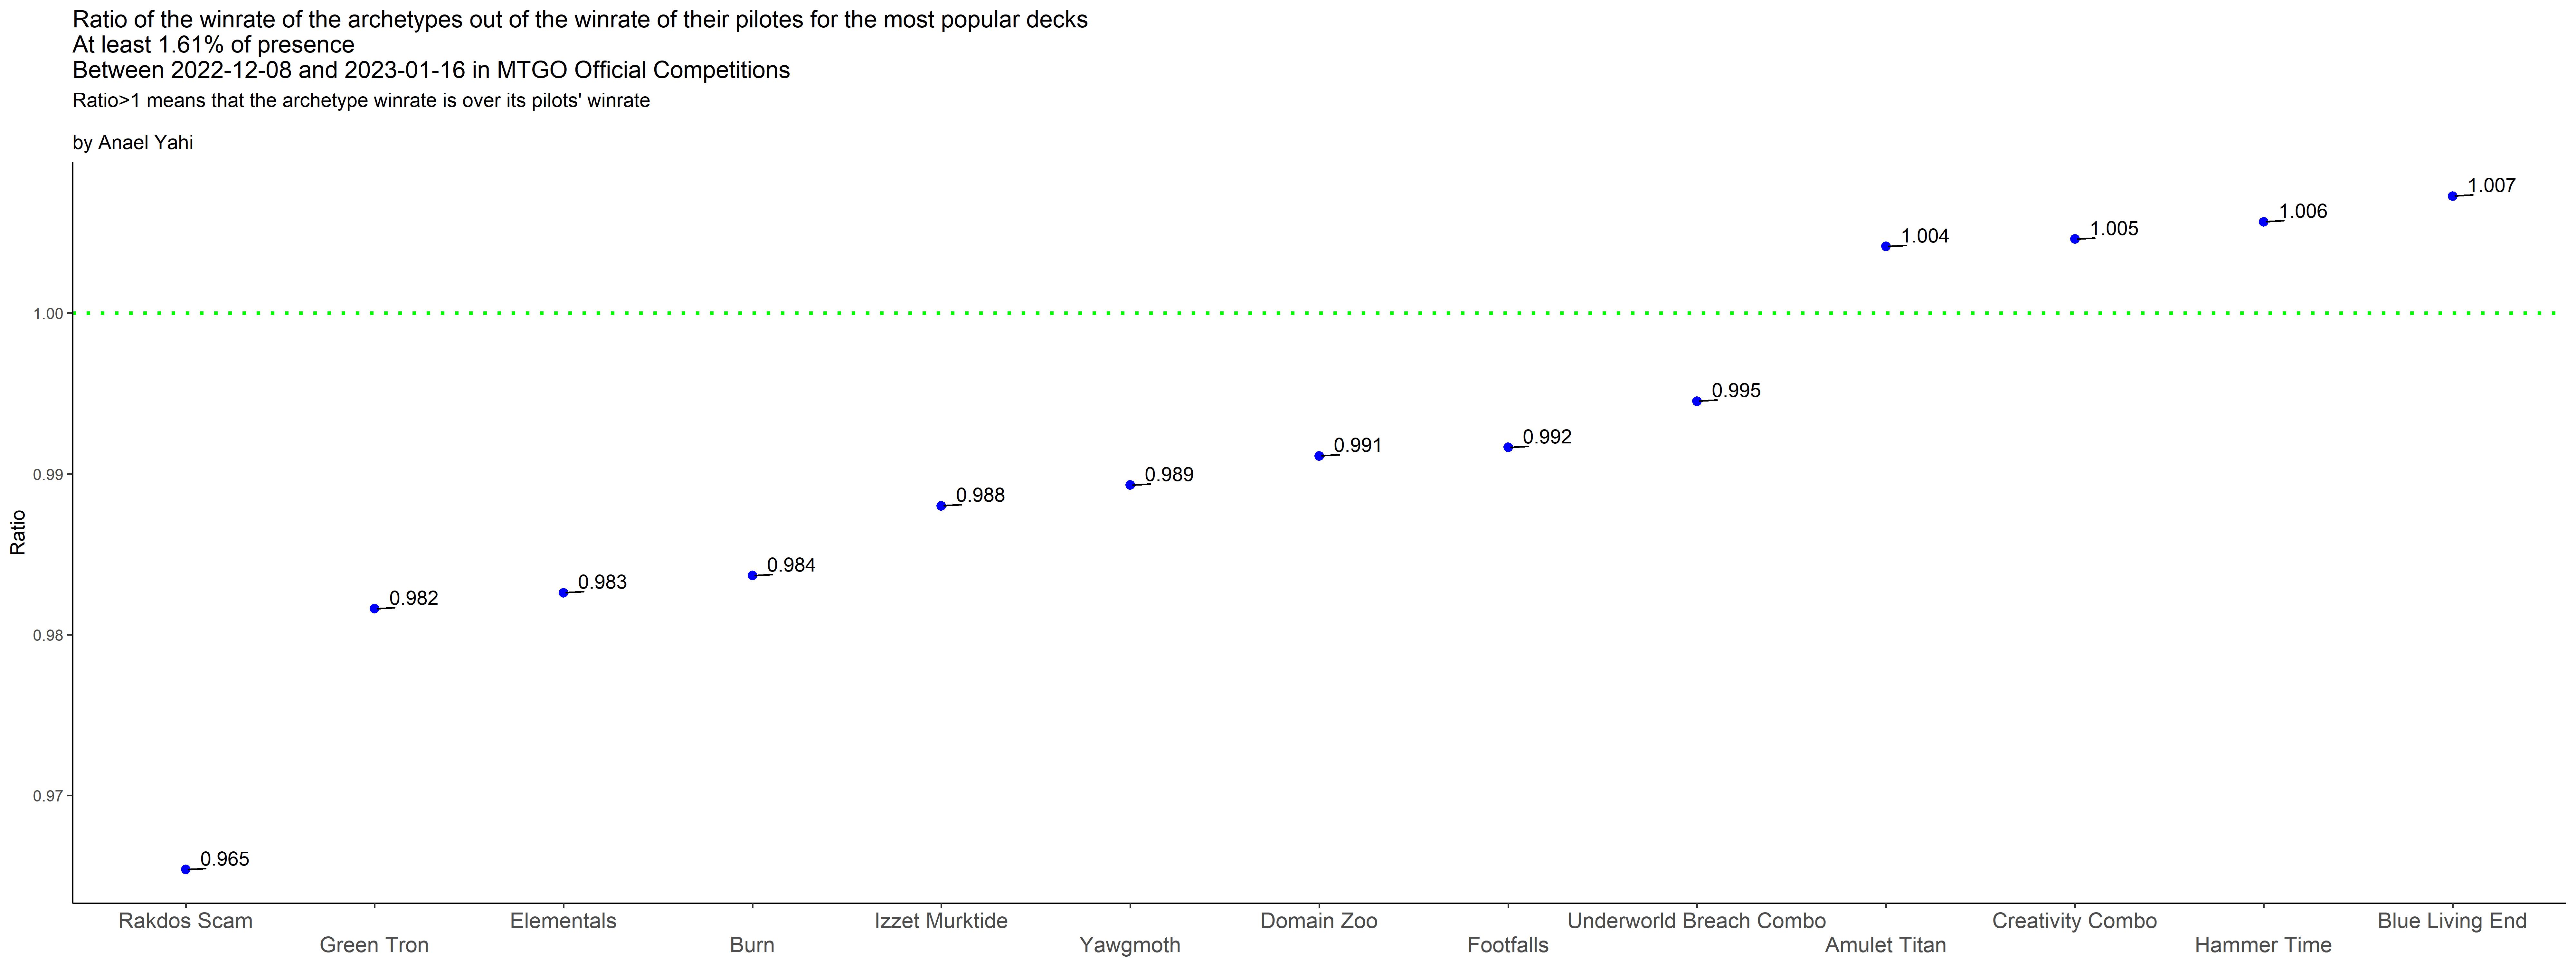 Ratio of the winrate of the archetypes out of the winrate of their pilotes for the most popular decks
At least 1.61% of presence
Between 2022-12-08 and 2023-01-16 in MTGO Official Competitions
Ratio>1 means that the archetype winrate is over its pilots' winrate
by Anael Yahi
1.007
1.006
1.005
1.004
1.00
0.995
0.992
0.991
0.99
0.989
0.988
Ratio
0.984
0.983
0.982
0.98
0.97
0.965
Rakdos Scam
Green Tron
Elementals
Burn
Izzet Murktide
Yawgmoth
Domain Zoo
Footfalls
Underworld Breach Combo
Amulet Titan
Creativity Combo
Hammer Time
Blue Living End